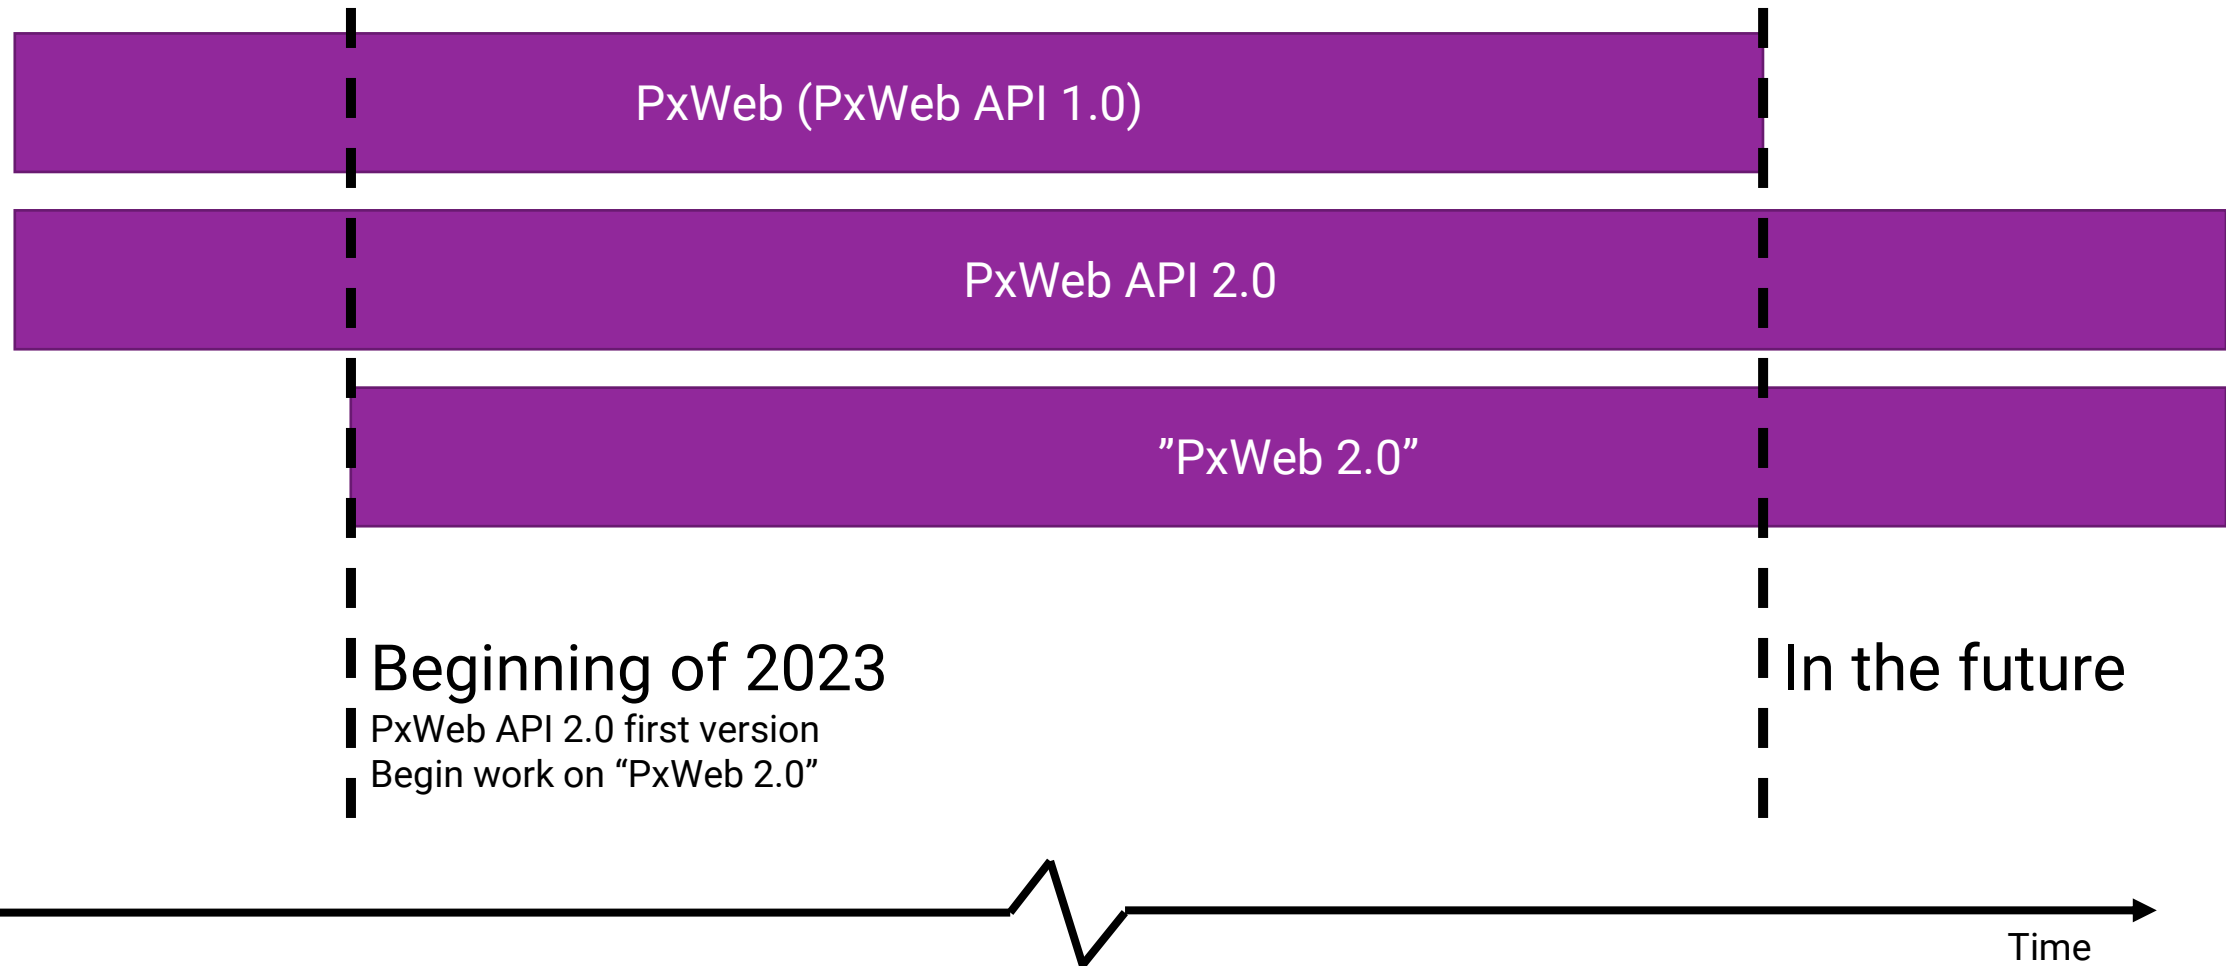 PxWeb (PxWeb API 1.0)
PxWeb API 2.0
”PxWeb 2.0”
Beginning of 2023
PxWeb API 2.0 first version
Begin work on “PxWeb 2.0”
In the future
Time